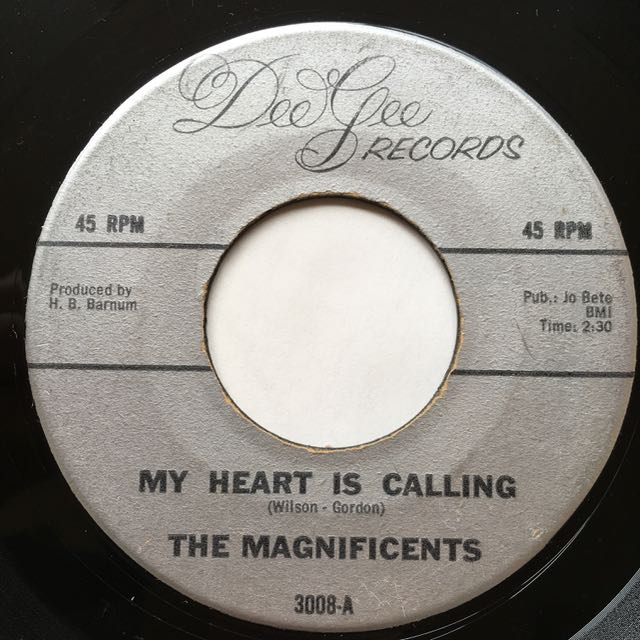 Dee Gee
RECORDS
45 RPM
45 RPM
Produced by
H. B. Barnum
Pub.: Jo Bete
BMI
Time: 2:30
MY HEART IS CALLING
(Wilson - Gordon)
THE MAGNIFICENTS
3008-A